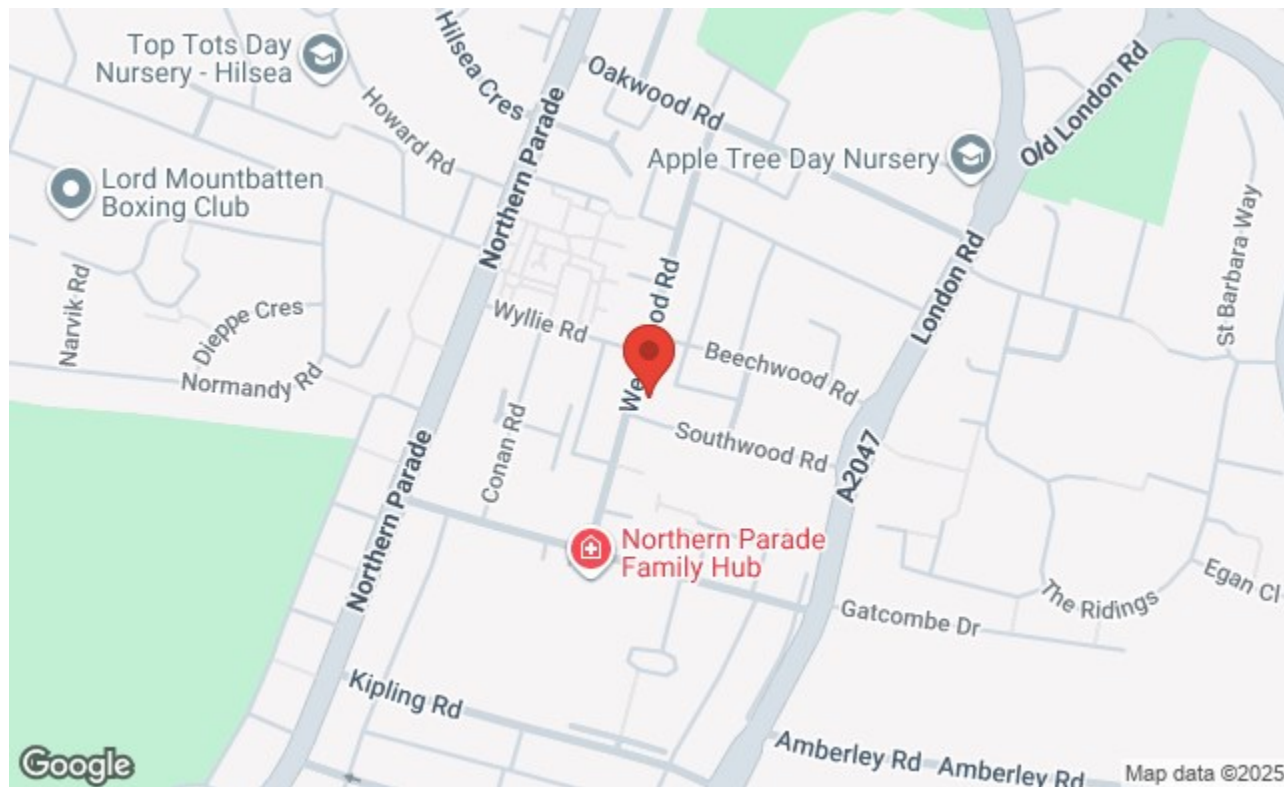 Top Tots Day
Nursery - Hilsea
Hilsea Cres
Oakwood Rd
Old London Rd
Howard Rd
Northern Parade
Apple Tree Day Nursery
Lord Mountbatten
Boxing Club
St Barbara Way
London Rd
Narvik Rd
Dieppe Cres
Wyllie Rd
We ood Rd
Beechwood Rd
Normandy Rd
Conan Rd
Southwood Rd
A2047
Northern Parade
Northern Parade
Family Hub
Egan Cl
The Ridings
Gatcombe Dr
Kipling Rd
Amberley Rd
Amberley Rd
Google
Map data ©2025